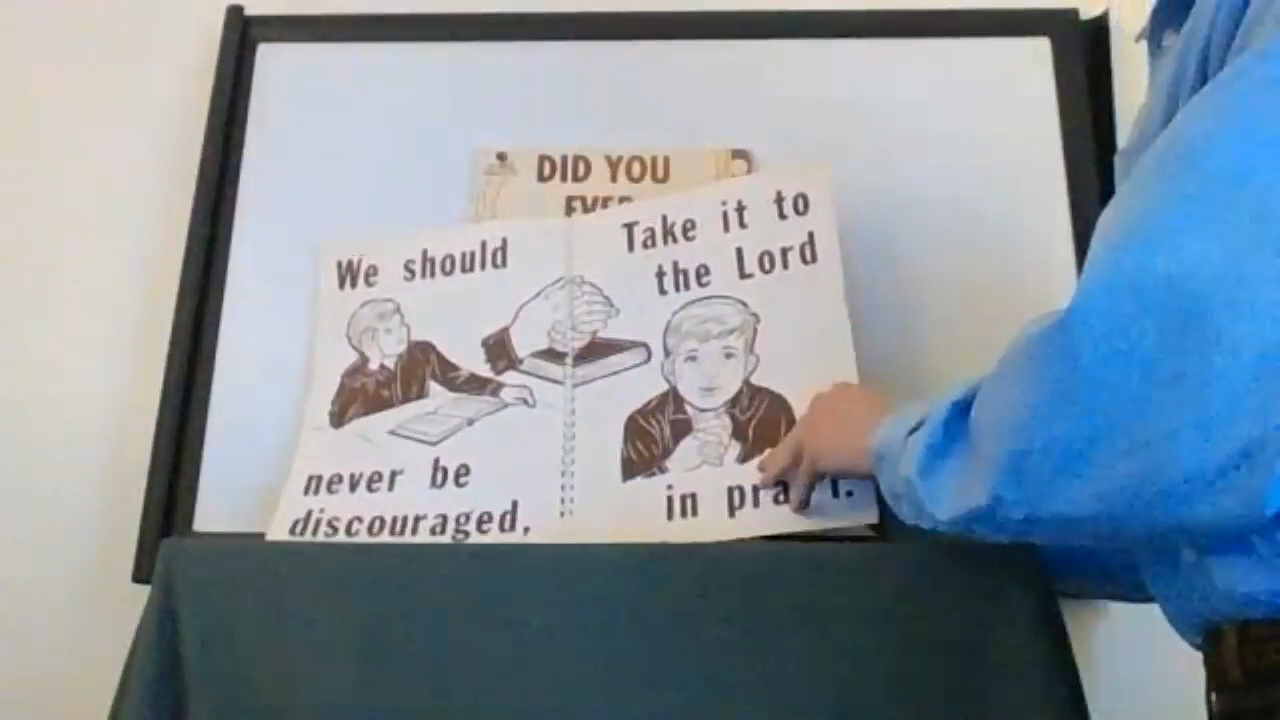 DID YOU
We should
never be
discouraged,
Take it to
the Lord
in